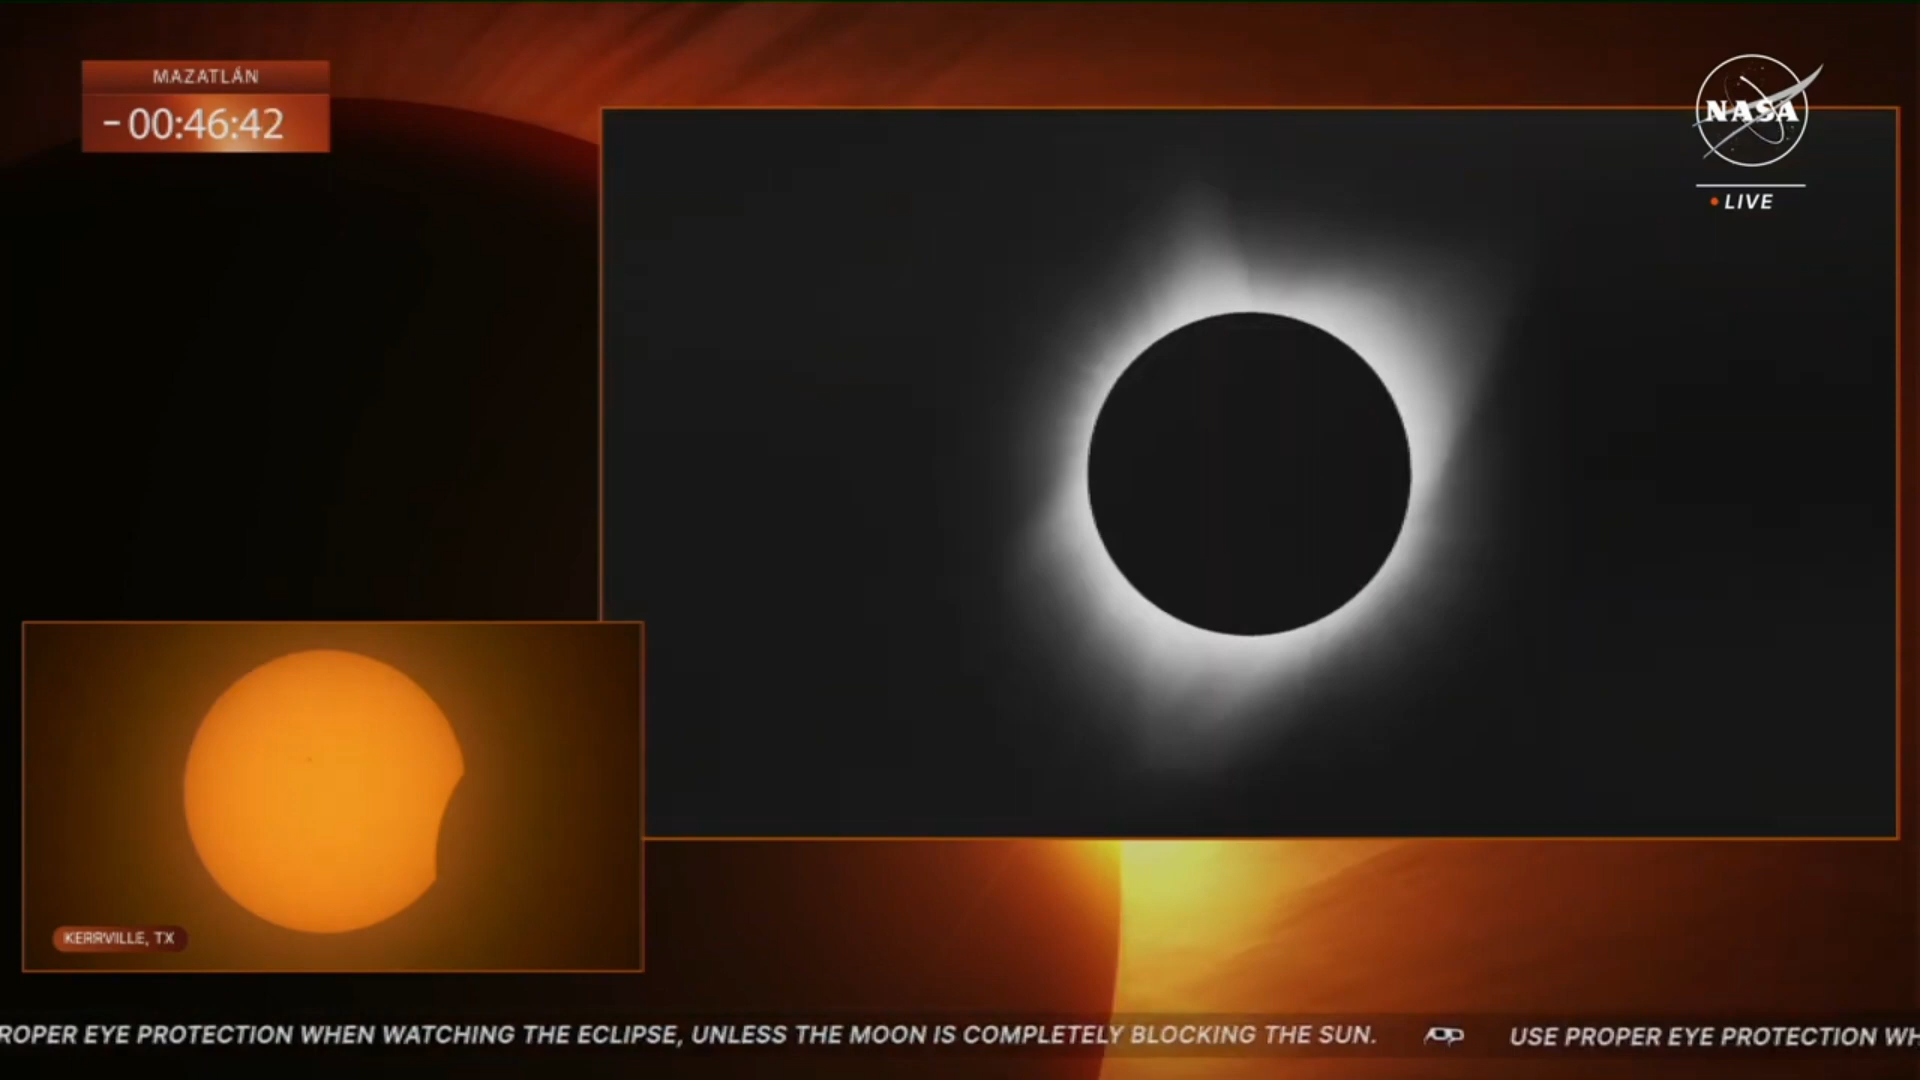 MAZATLÁN
-00:46:42
NASA
LIVE
KERRVILLE, TX
ROPER EYE PROTECTION WHEN WATCHING THE ECLIPSE, UNLESS THE MOON IS COMPLETELY BLOCKING THE SUN. USE PROPER EYE PROTECTION WH